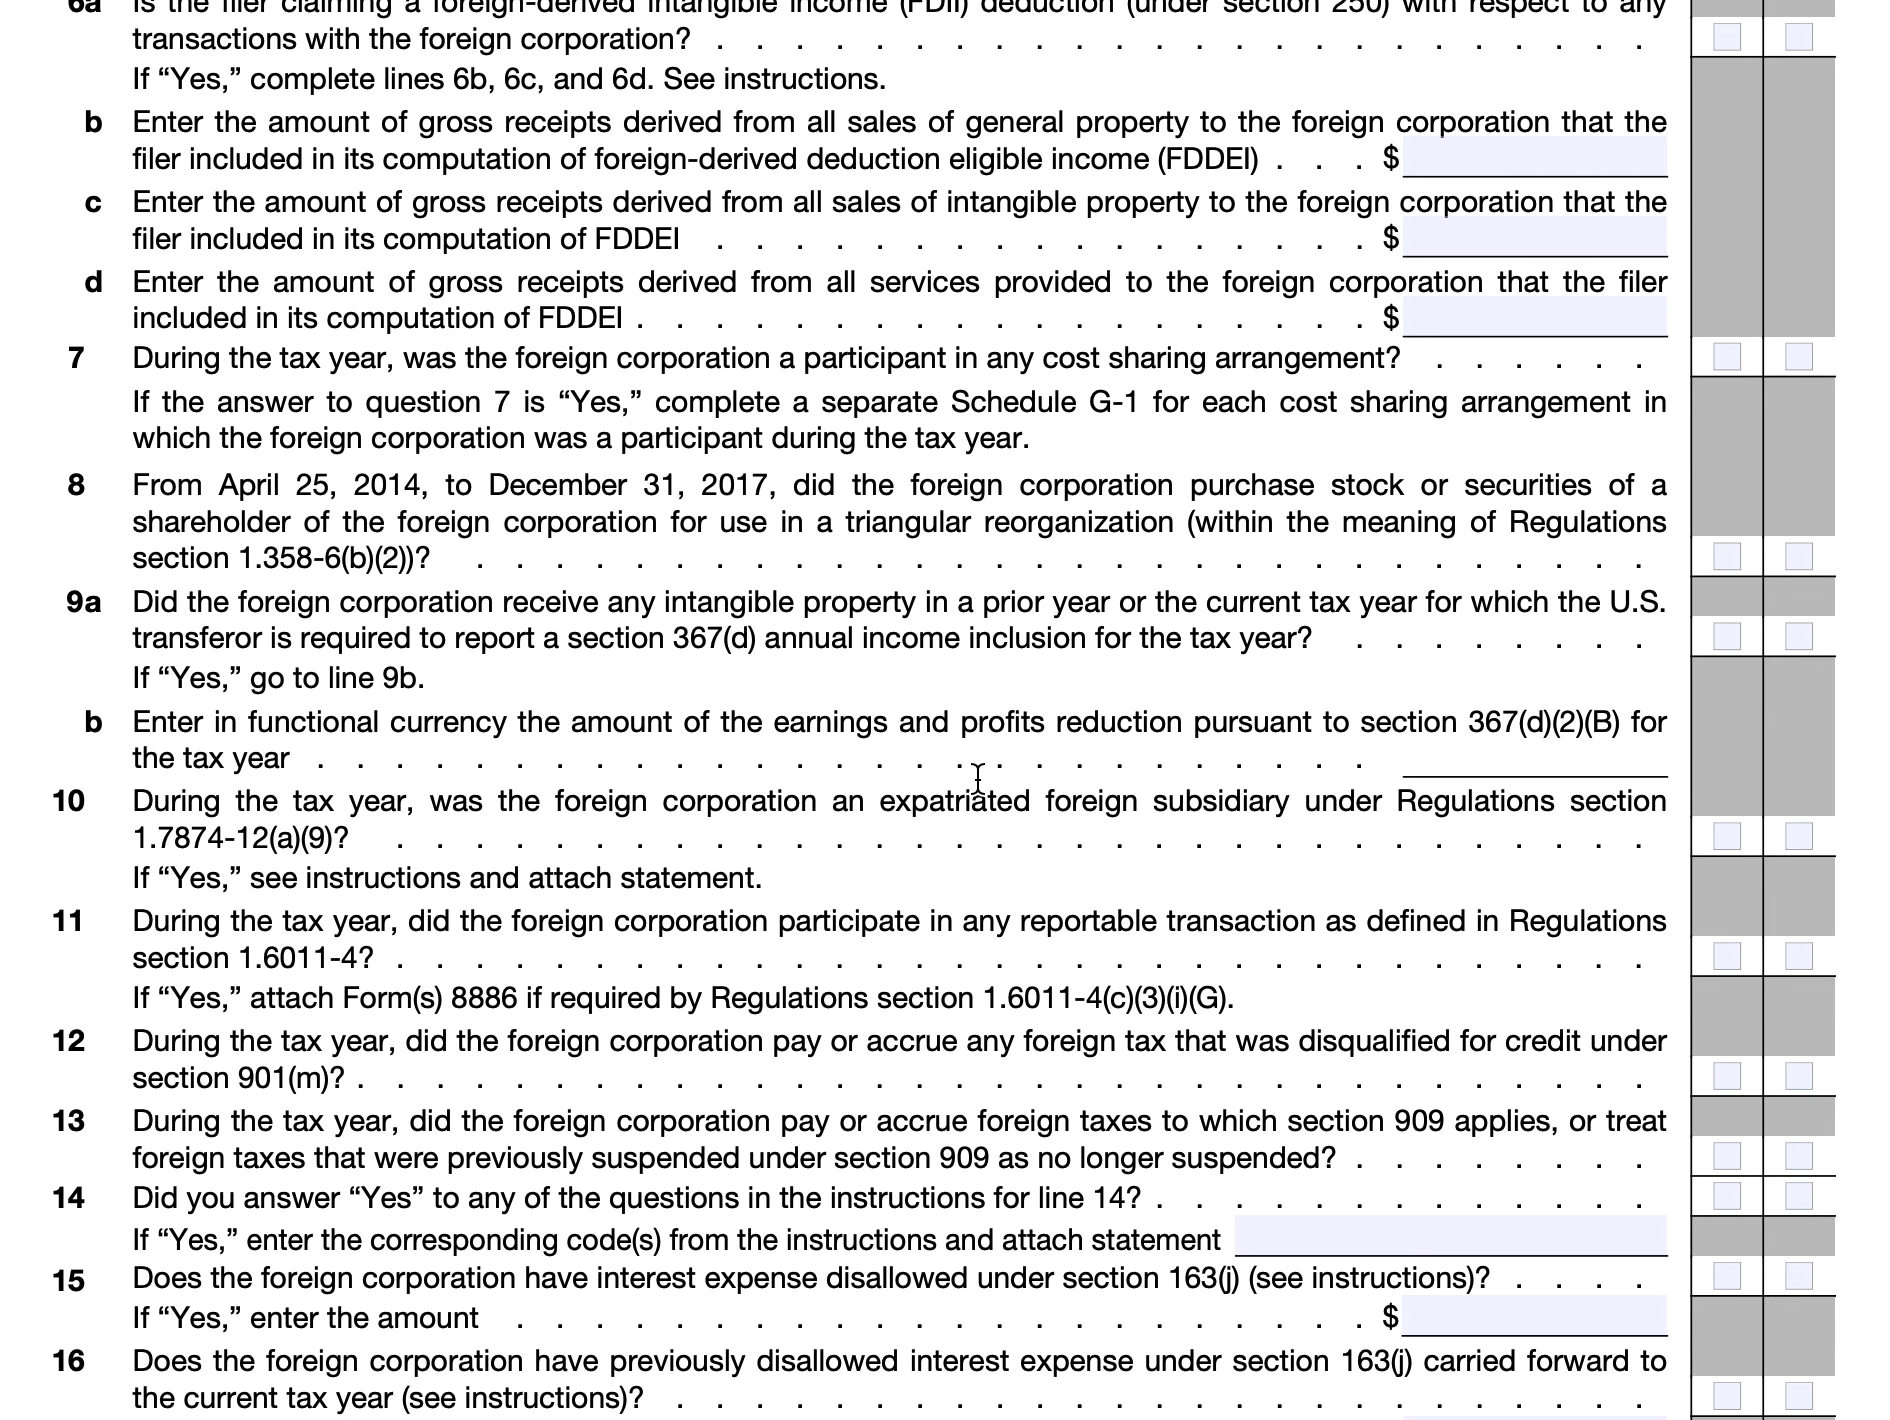 6a Is the filer claiming a foreign-derived intangible income (FDII) deduction (under section 250) with respect to any
transactions with the foreign corporation? . . . . . . . . . . . . . . . . . . . . . . . .
If “Yes,” complete lines 6b, 6c, and 6d. See instructions.
b Enter the amount of gross receipts derived from all sales of general property to the foreign corporation that the
filer included in its computation of foreign-derived deduction eligible income (FDDEI) . . . $
c Enter the amount of gross receipts derived from all sales of intangible property to the foreign corporation that the
filer included in its computation of FDDEI . . . . . . . . . . . . . . . . . $
d Enter the amount of gross receipts derived from all services provided to the foreign corporation that the filer
included in its computation of FDDEI . . . . . . . . . . . . . . . . . . . $
7 During the tax year, was the foreign corporation a participant in any cost sharing arrangement? . . . . . .
If the answer to question 7 is “Yes,” complete a separate Schedule G-1 for each cost sharing arrangement in
which the foreign corporation was a participant during the tax year.
8 From April 25, 2014, to December 31, 2017, did the foreign corporation purchase stock or securities of a
shareholder of the foreign corporation for use in a triangular reorganization (within the meaning of Regulations
section 1.358-6(b)(2))? . . . . . . . . . . . . . . . . . . . . . . . . . . . . . .
9a Did the foreign corporation receive any intangible property in a prior year or the current tax year for which the U.S.
transferor is required to report a section 367(d) annual income inclusion for the tax year? . . . . . . . .
If “Yes,” go to line 9b.
b Enter in functional currency the amount of the earnings and profits reduction pursuant to section 367(d)(2)(B) for
the tax year . . . . . . . . . . . . . . . . . . . . . . . . . . .
10 During the tax year, was the foreign corporation an expatriated foreign subsidiary under Regulations section
1.7874-12(a)(9)? . . . . . . . . . . . . . . . . . . . . . . . . . . . . . . . .
If “Yes,” see instructions and attach statement.
11 During the tax year, did the foreign corporation participate in any reportable transaction as defined in Regulations
section 1.6011-4? . . . . . . . . . . . . . . . . . . . . . . . . . . . . . . . .
If “Yes,” attach Form(s) 8886 if required by Regulations section 1.6011-4(c)(3)(i)(G).
12 During the tax year, did the foreign corporation pay or accrue any foreign tax that was disqualified for credit under
section 901(m)? . . . . . . . . . . . . . . . . . . . . . . . . . . . . . . . . .
13 During the tax year, did the foreign corporation pay or accrue foreign taxes to which section 909 applies, or treat
foreign taxes that were previously suspended under section 909 as no longer suspended? . . . . . . . .
14 Did you answer “Yes” to any of the questions in the instructions for line 14? . . . . . . . . . . . . .
If “Yes,” enter the corresponding code(s) from the instructions and attach statement
15 Does the foreign corporation have interest expense disallowed under section 163(j) (see instructions)? . . . .
If “Yes,” enter the amount . . . . . . . . . . . . . . . . . . . . . . $
16 Does the foreign corporation have previously disallowed interest expense under section 163(j) carried forward to
the current tax year (see instructions)? . . . . . . . . . . . . . . . . . . . . . . . . .